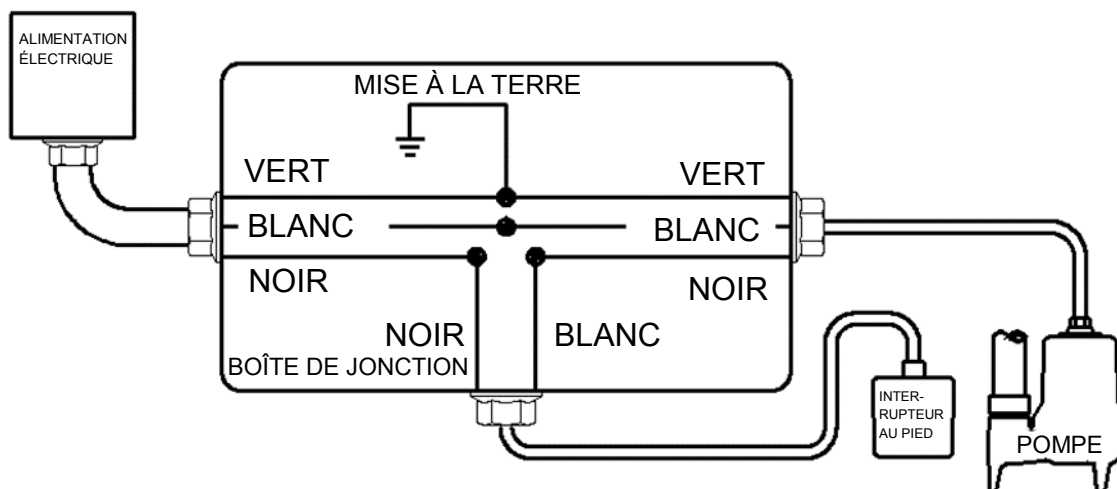 ALIMENTATION
ÉLECTRIQUE
MISE À LA TERRE
VERT
VERT
BLANC
BLANC
NOIR
NOIR
NOIR
BLANC
BOÎTE DE JONCTION
INTER-
RUPTEUR
AU PIED
POMPE